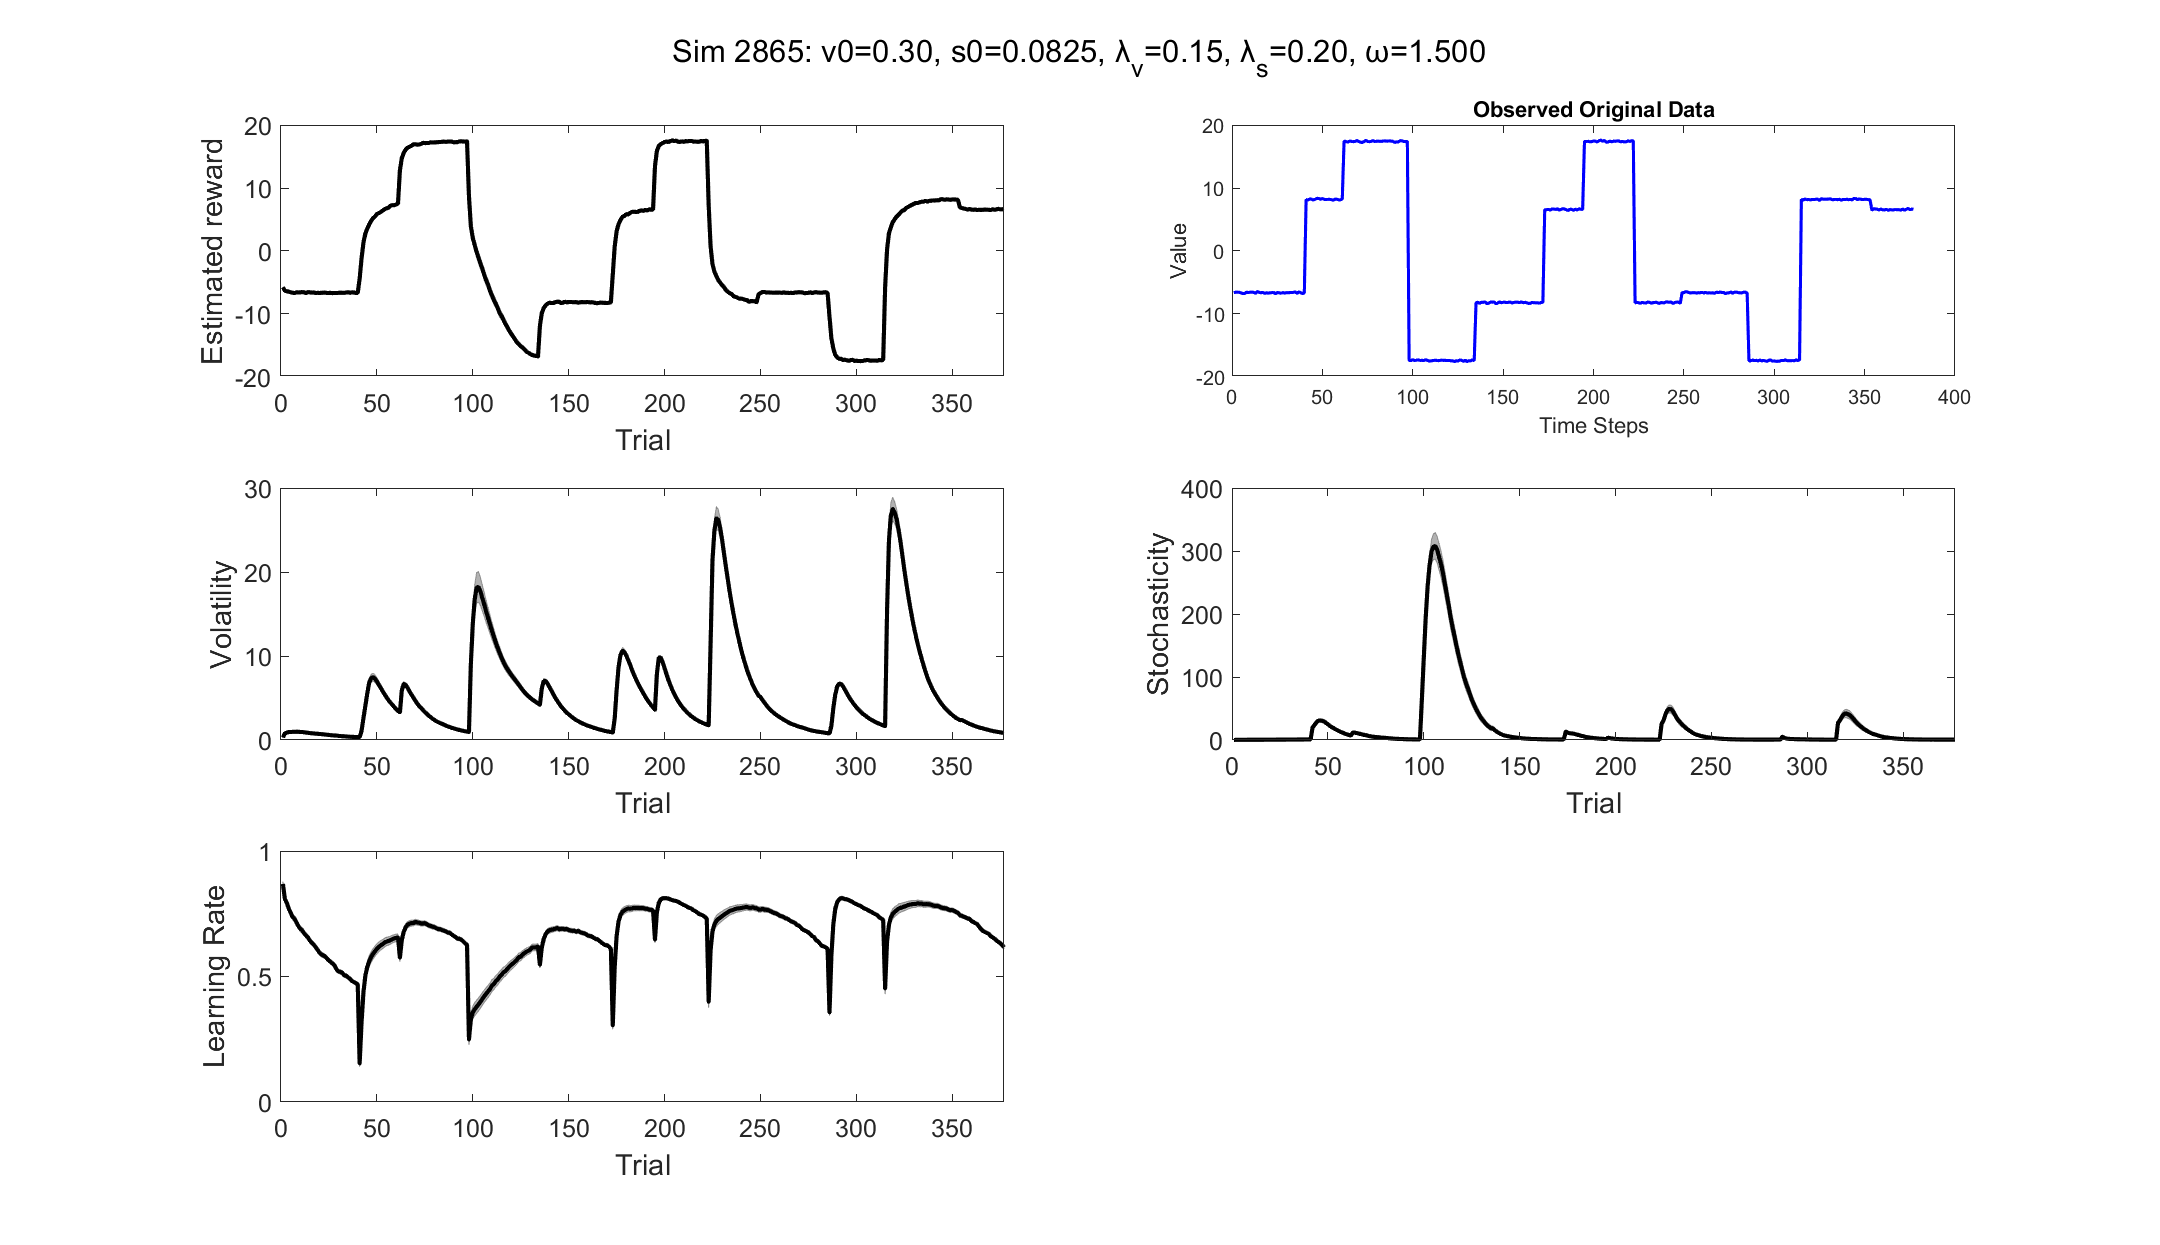 Sim 2865: v0=0.30, s0=0.0825, λv=0.15, λs=0.20, ω=1.500
Estimated reward
20
10
0
-10
-20
0 50 100 150 200 250 300 350
Trial
Observed Original Data
Value
20
10
0
-10
-20
0 50 100 150 200 250 300 350 400
Time Steps
Volatility
30
20
10
0
0 50 100 150 200 250 300 350
Trial
Stochasticity
400
300
200
100
0
0 50 100 150 200 250 300 350
Trial
Learning Rate
1
0.5
0
0 50 100 150 200 250 300 350
Trial